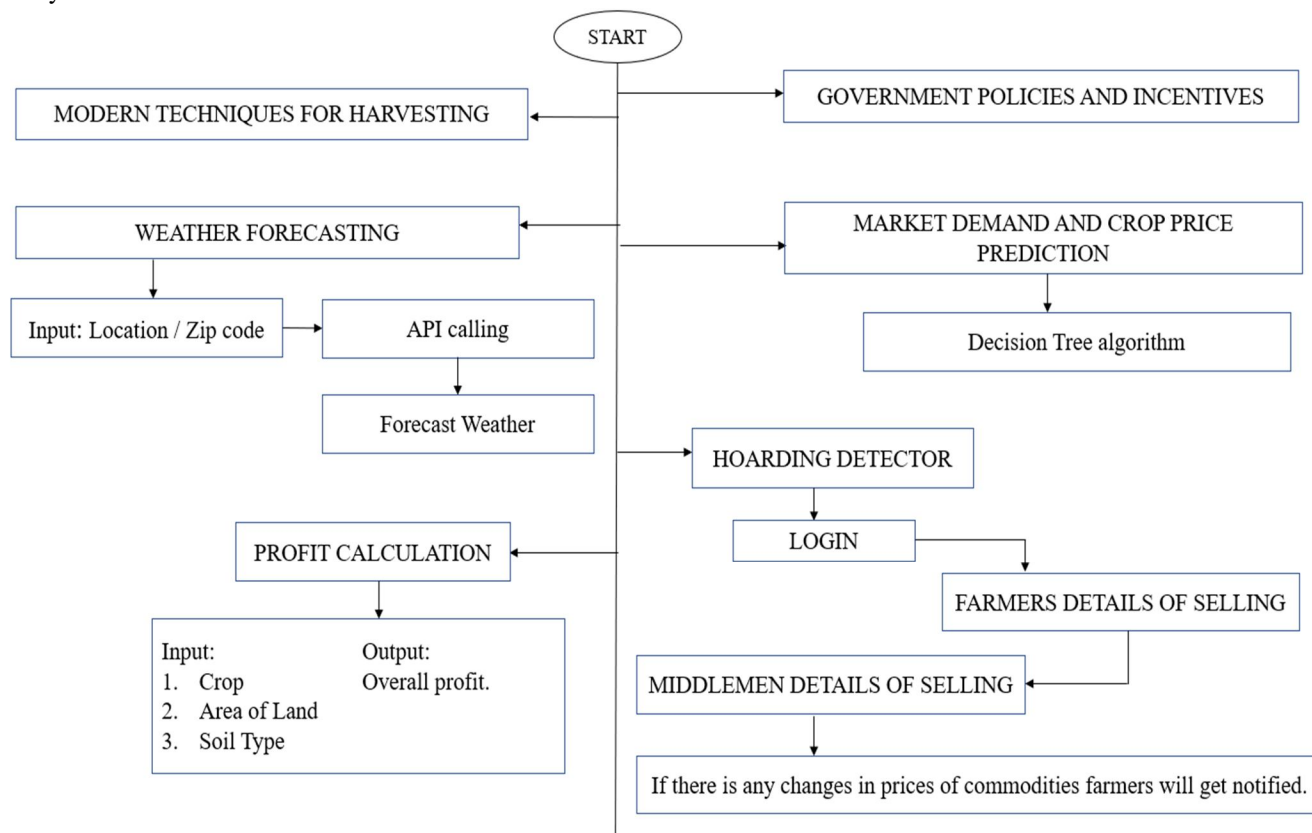 START
MODERN TECHNIQUES FOR HARVESTING
GOVERNMENT POLICIES AND INCENTIVES
WEATHER FORECASTING
MARKET DEMAND AND CROP PRICE
PREDICTION
Input: Location / Zip code
API calling
Decision Tree algorithm
Forecast Weather
HOARDING DETECTOR
LOGIN
PROFIT CALCULATION
FARMERS DETAILS OF SELLING
Input:
1. Crop
2. Area of Land
3. Soil Type
Output:
Overall profit.
MIDDLEMEN DETAILS OF SELLING
If there is any changes in prices of commodities farmers will get notified.